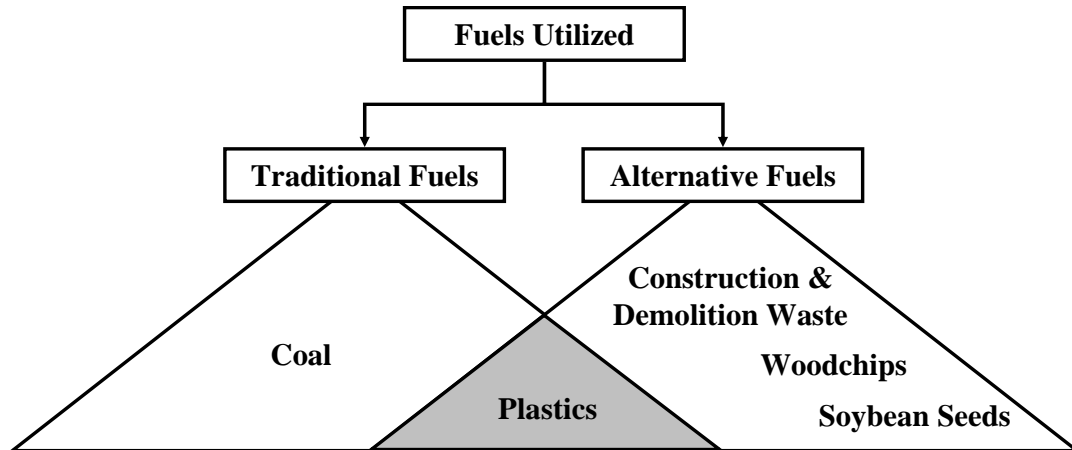 Fuels Utilized
Traditional Fuels
Alternative Fuels
Construction &
Demolition Waste
Coal
Woodchips
Plastics
Soybean Seeds